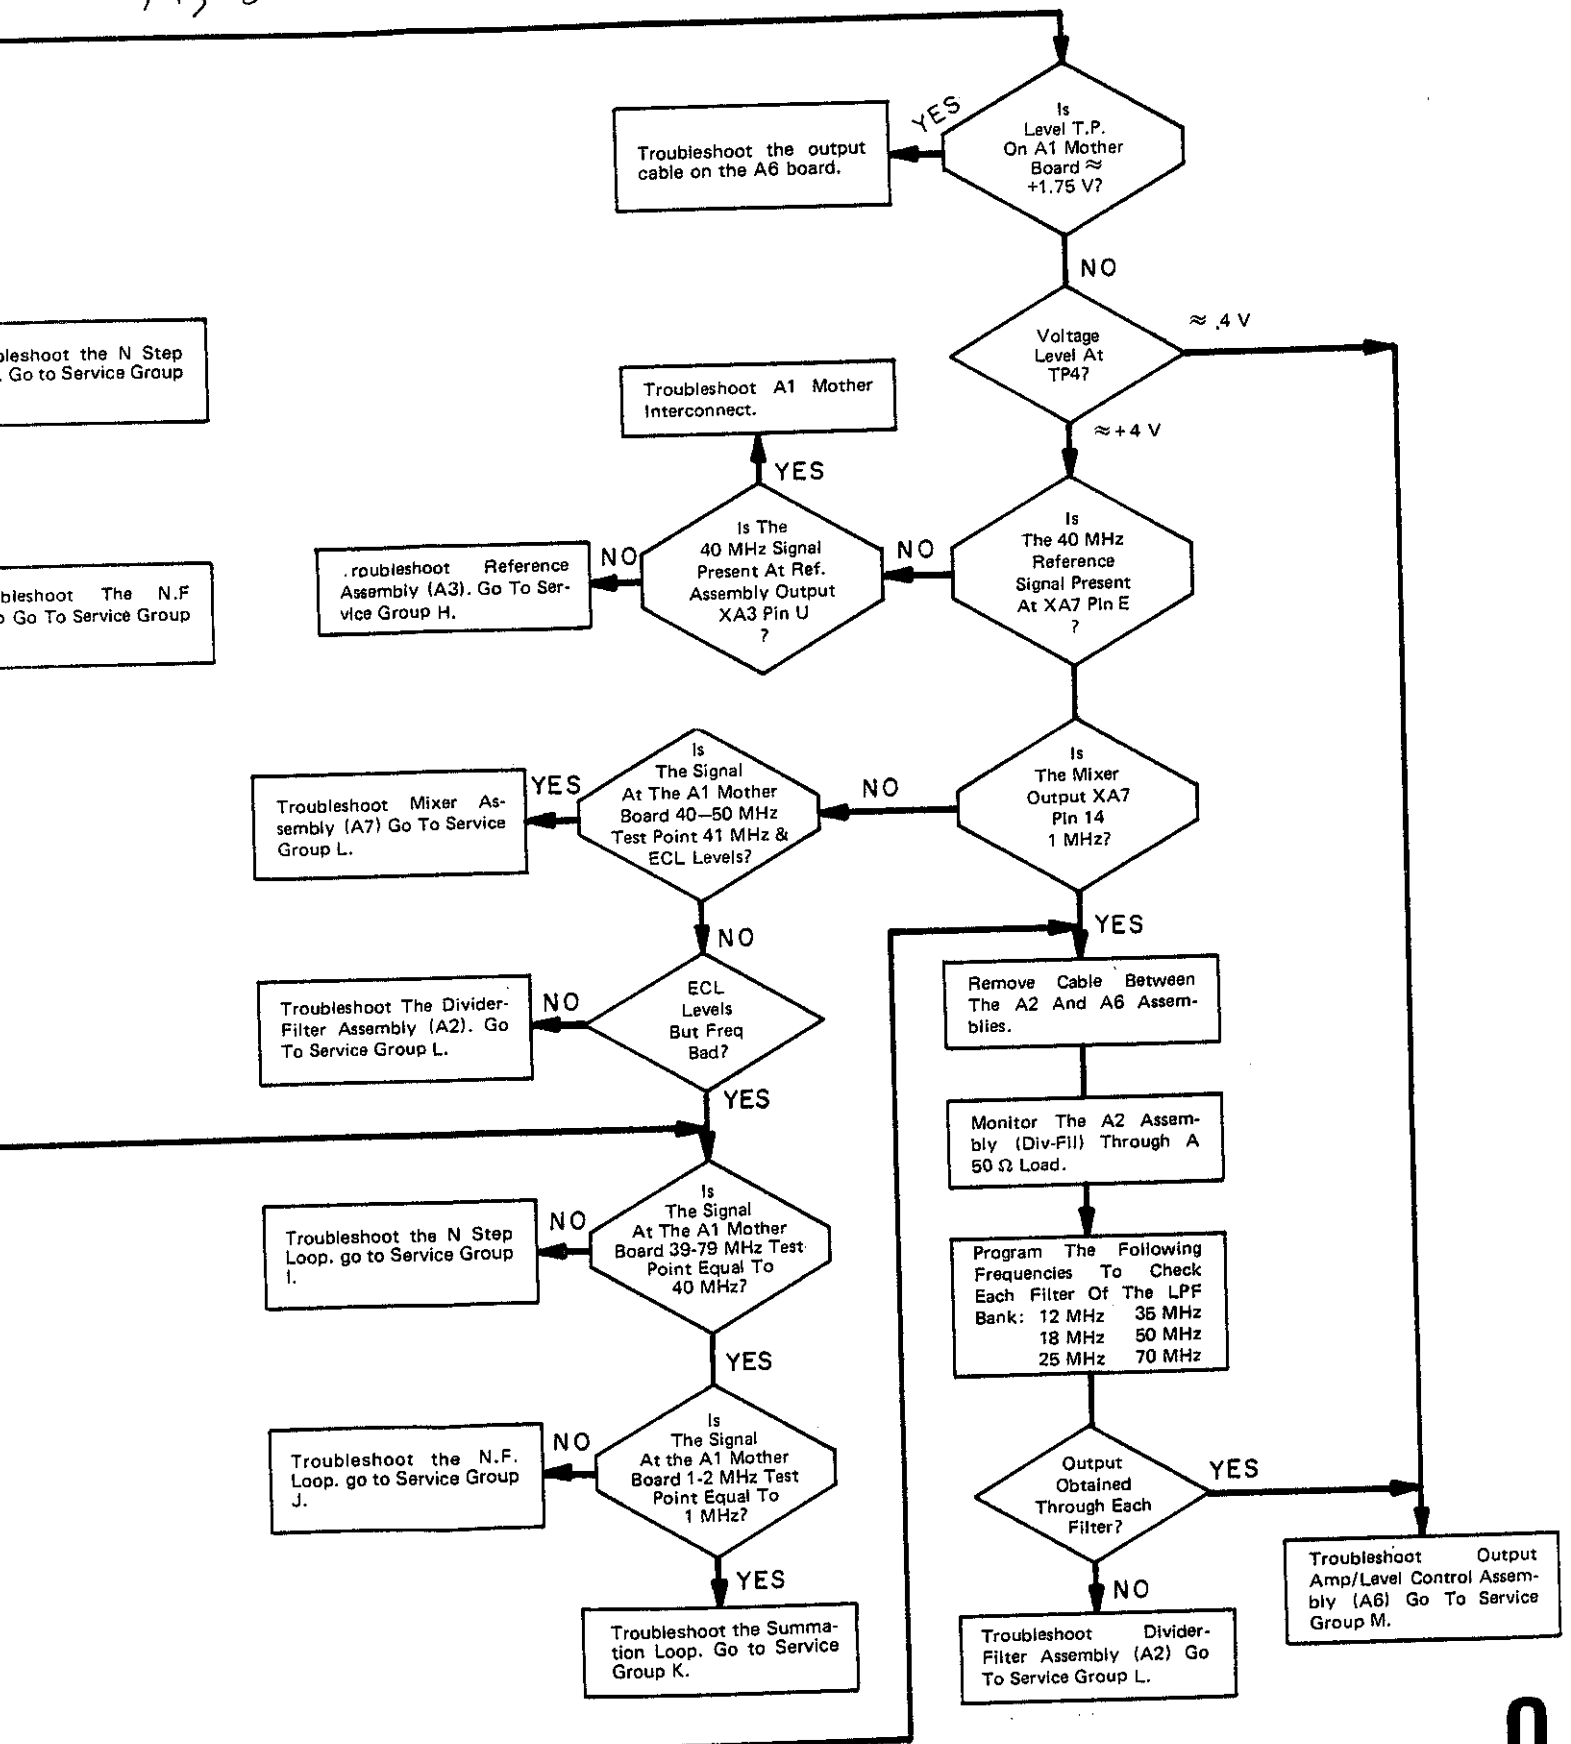 Is
Level T.P.
On A1 Mother
Board ≈
+1.75 V?
YES
Troubleshoot the output
cable on the A6 board.
NO
Voltage
Level At
TP4?
≈ .4 V
≈+4 V
bleshoot the N Step
. Go to Service Group
Troubleshoot A1 Mother
Interconnect.
YES
Is
The 40 MHz
Reference
Signal Present
At XA7 Pin E
?
NO
Is The
40 MHz Signal
Present At Ref.
Assembly Output
XA3 Pin U
?
NO
.roubleshoot Reference
Assembly (A3). Go To Ser-
vice Group H.
bleshoot The N.F
Go To Service Group
Is
The Mixer
Output XA7
Pin 14
1 MHz?
NO
Is
The Signal
At The A1 Mother
Board 40–50 MHz
Test Point 41 MHz &
ECL Levels?
YES
Troubleshoot Mixer As-
sembly (A7) Go To Service
Group L.
NO
YES
ECL
Levels
But Freq
Bad?
NO
Troubleshoot The Divider-
Filter Assembly (A2). Go
To Service Group L.
YES
Remove Cable Between
The A2 And A6 Assem-
blies.
Monitor The A2 Assem-
bly (Div-Fil) Through A
50 Ω Load.
Is
The Signal
At The A1 Mother
Board 39-79 MHz Test
Point Equal To
40 MHz?
NO
Troubleshoot the N Step
Loop. go to Service Group
I.
YES
Program The Following
Frequencies To Check
Each Filter Of The LPF
Bank: 12 MHz 35 MHz
18 MHz 50 MHz
25 MHz 70 MHz
Is
The Signal
At the A1 Mother
Board 1-2 MHz Test
Point Equal To
1 MHz?
NO
Troubleshoot the N.F.
Loop. go to Service Group
J.
YES
Troubleshoot the Summa-
tion Loop. Go to Service
Group K.
Output
Obtained
Through Each
Filter?
YES
NO
Troubleshoot Divider-
Filter Assembly (A2) Go
To Service Group L.
Troubleshoot Output
Amp/Level Control Assem-
bly (A6) Go To Service
Group M.